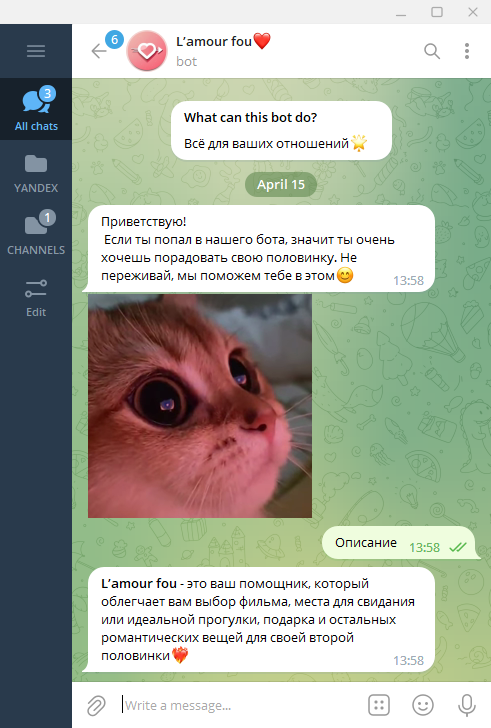 6
L'amour fou❤️
bot
3
All chats
YANDEX
1
CHANNELS
Edit
What can this bot do?
Всё для ваших отношений🌟
April 15
Приветствую!
Если ты попал в нашего бота, значит ты очень
хочешь порадовать свою половинку. Не
переживай, мы поможем тебе в этом😊
13:58
Описание 13:58
L'amour fou - это ваш помощник, который
облегчает вам выбор фильма, места для свидания
или идеальной прогулки, подарка и остальных
романтических вещей для своей второй
половинки❤️‍🔥
13:58
Write a message...